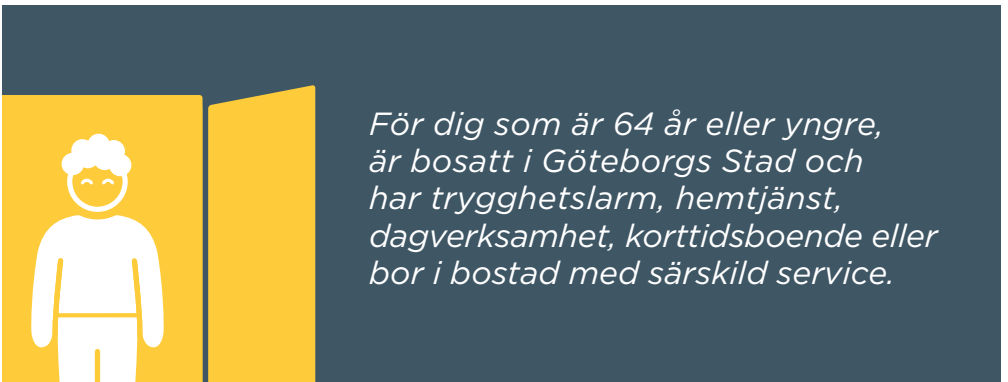 För dig som är 64 år eller yngre,
är bosatt i Göteborgs Stad och
har trygghetslarm, hemtjänst,
dagverksamhet, korttidsboende eller
bor i bostad med särskild service.